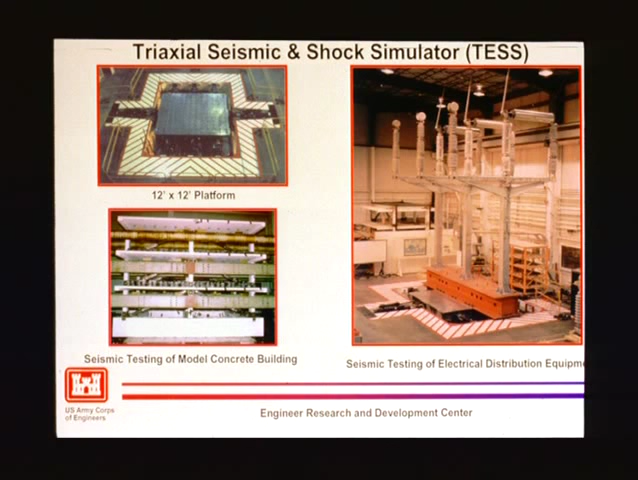 Triaxial Seismic & Shock Simulator (TESS)
12' x 12' Platform
Seismic Testing of Model Concrete Building
Seismic Testing of Electrical Distribution Equipm
US Army Corps
of Engineers
Engineer Research and Development Center